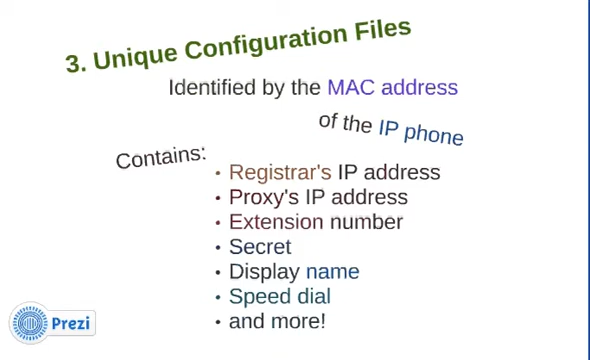 3. Unique Configuration Files
Identified by the MAC address
of the IP phone
Contains:
• Registrar's IP address
• Proxy's IP address
• Extension number
• Secret
• Display name
• Speed dial
• and more!
Prezi